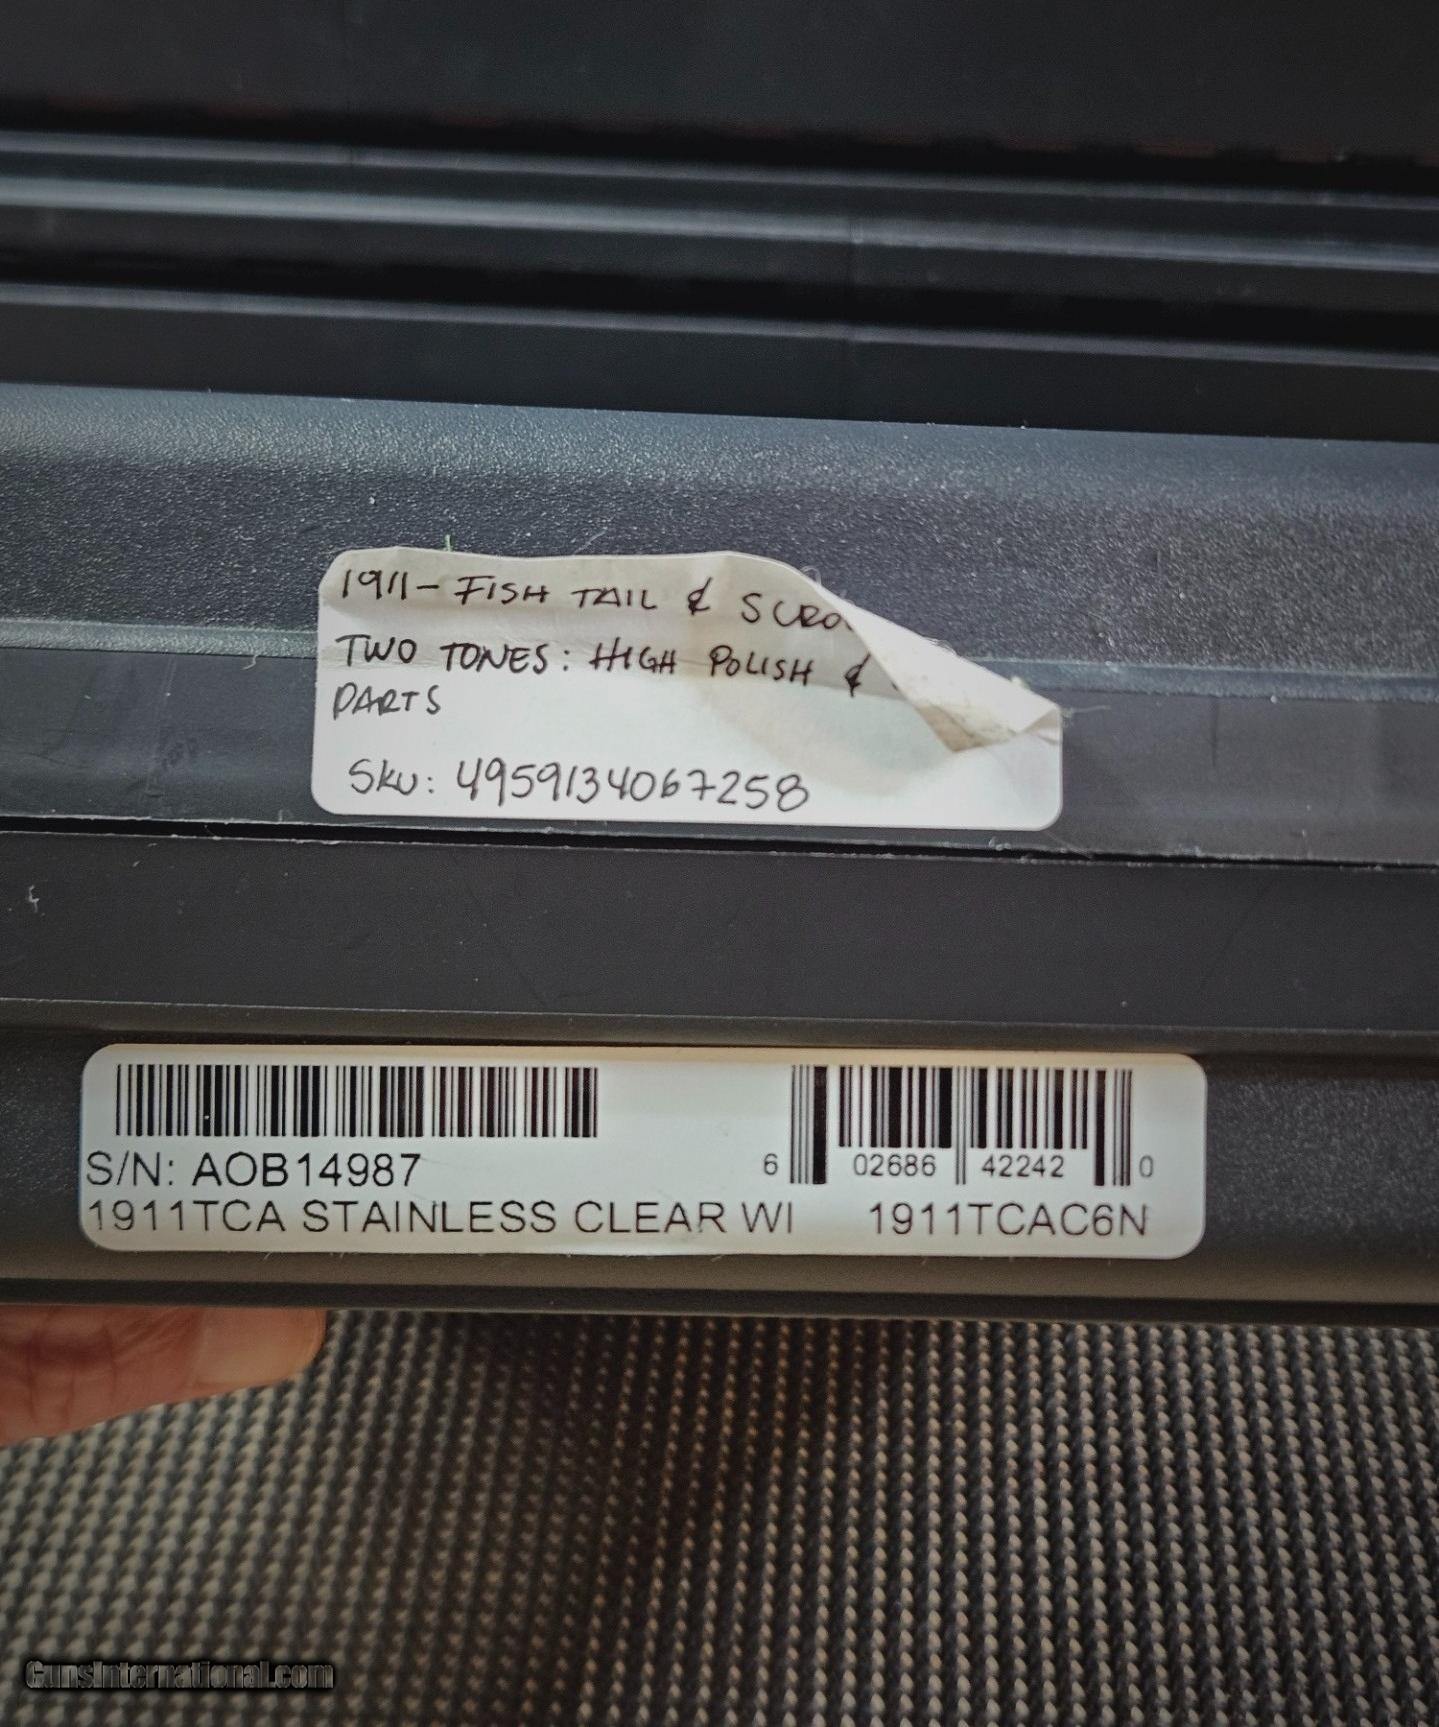 1911- FISH TAIL &
TWO TONES: HIGH POLISH &
PARTS
SKU: 4959134067258
S/N: AOB14987
6 02686 42242 0
1911TCA STAINLESS CLEAR WI 1911TCAC6N
GunsInternational.com